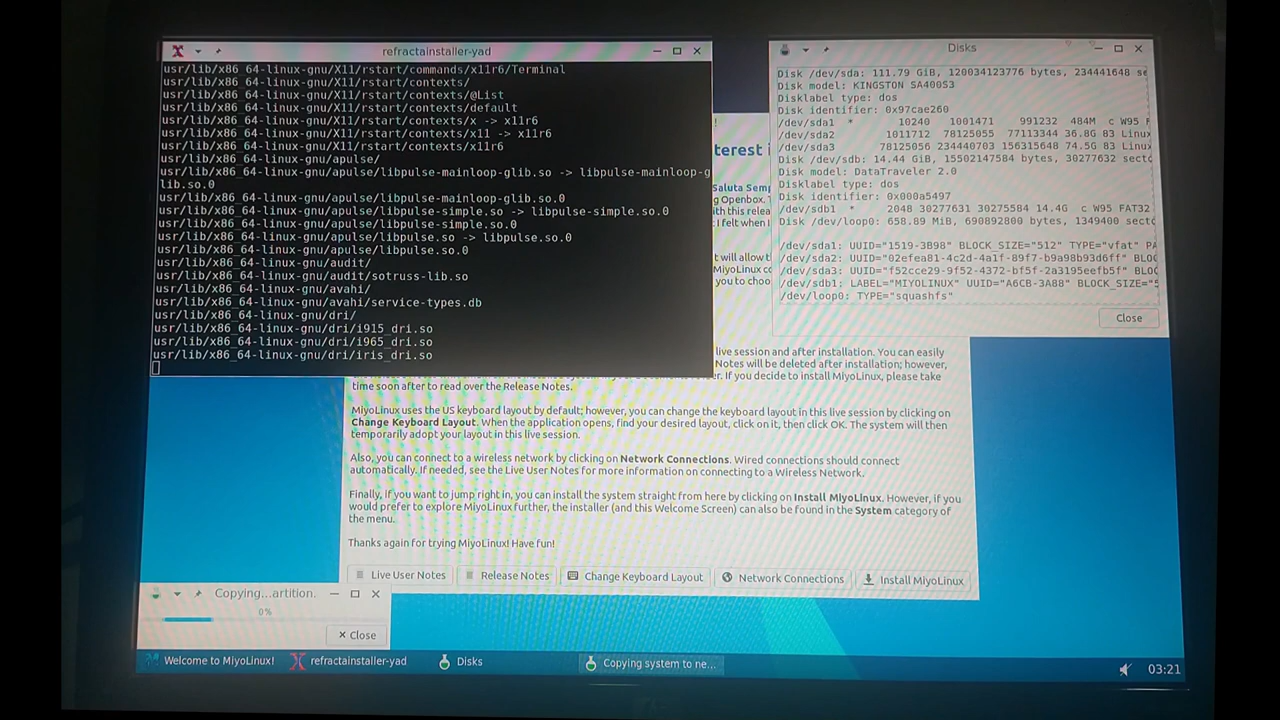 refractainstaller-yad
usr/lib/x86_64-linux-gnu/X11/rstart/commands/x11r6/Terminal
usr/lib/x86_64-linux-gnu/X11/rstart/contexts/
usr/lib/x86_64-linux-gnu/X11/rstart/contexts/@List
usr/lib/x86_64-linux-gnu/X11/rstart/contexts/default
usr/lib/x86_64-linux-gnu/X11/rstart/contexts/x -> x11r6
usr/lib/x86_64-linux-gnu/X11/rstart/contexts/x11 -> x11r6
usr/lib/x86_64-linux-gnu/X11/rstart/contexts/x11r6
usr/lib/x86_64-linux-gnu/apulse/
usr/lib/x86_64-linux-gnu/apulse/libpulse-mainloop-glib.so -> libpulse-mainloop-g
lib.so.0
usr/lib/x86_64-linux-gnu/apulse/libpulse-mainloop-glib.so.0
usr/lib/x86_64-linux-gnu/apulse/libpulse-simple.so -> libpulse-simple.so.0
usr/lib/x86_64-linux-gnu/apulse/libpulse-simple.so.0
usr/lib/x86_64-linux-gnu/apulse/libpulse.so -> libpulse.so.0
usr/lib/x86_64-linux-gnu/apulse/libpulse.so.0
usr/lib/x86_64-linux-gnu/audit/
usr/lib/x86_64-linux-gnu/audit/sotruss-lib.so
usr/lib/x86_64-linux-gnu/avahi/
usr/lib/x86_64-linux-gnu/avahi/service-types.db
usr/lib/x86_64-linux-gnu/dri/
usr/lib/x86_64-linux-gnu/dri/i915_dri.so
usr/lib/x86_64-linux-gnu/dri/i965_dri.so
usr/lib/x86_64-linux-gnu/dri/iris_dri.so
Disks
Disk /dev/sda: 111.79 GiB, 120034123776 bytes, 234441648 se
Disk model: KINGSTON SA400S3
Disklabel type: dos
Disk identifier: 0x97cae260
/dev/sda1 * 10240 1001471 991232 484M c W95 F
/dev/sda2 1011712 78125055 77113344 36.8G 83 Linux
/dev/sda3 78125056 234440703 156315648 74.5G 83 Linux
Disk /dev/sdb: 14.44 GiB, 15502147584 bytes, 30277632 sect
Disk model: DataTraveler 2.0
Disklabel type: dos
Disk identifier: 0x000a5497
/dev/sdb1 * 2048 30277631 30275584 14.4G c W95 FAT32
Disk /dev/loop0: 658.89 MiB, 690892800 bytes, 1349400 sect
/dev/sda1: UUID="1519-3B98" BLOCK_SIZE="512" TYPE="vfat" PA
/dev/sda2: UUID="02efea81-4c2d-4a1f-89f7-b9a98b93d6ff" BLO
/dev/sda3: UUID="f52cce29-9f52-4372-bf5f-2a3195eefb5f" BLO
/dev/sdb1: LABEL="MIYOLINUX" UUID="A6CB-3A88" BLOCK_SIZE="5
/dev/loop0: TYPE="squashfs"
Close
!
terest i
Saluta Semp
g Openbox. T
ith this relea
I felt when I
t will allow t
MiyoLinux co
you to choo
live session and after installation. You can easily
Notes will be deleted after installation; however,
er. If you decide to install MiyoLinux, please take
time soon after to read over the Release Notes.
MiyoLinux uses the US keyboard layout by default; however, you can change the keyboard layout in this live session by clicking on
Change Keyboard Layout. When the application opens, find your desired layout, click on it, then click OK. The system will then
temporarily adopt your layout in this live session.
Also, you can connect to a wireless network by clicking on Network Connections. Wired connections should connect
automatically. If needed, see the Live User Notes for more information on connecting to a Wireless Network.
Finally, if you want to jump right in, you can install the system straight from here by clicking on Install MiyoLinux. However, if you
would prefer to explore MiyoLinux further, the installer (and this Welcome Screen) can also be found in the System category of
the menu.
Thanks again for trying MiyoLinux! Have fun!
Live User Notes Release Notes Change Keyboard Layout Network Connections Install MiyoLinux
Copying...artition.
0%
Close
Welcome to MiyoLinux! refractainstaller-yad Disks Copying system to ne... 03:21